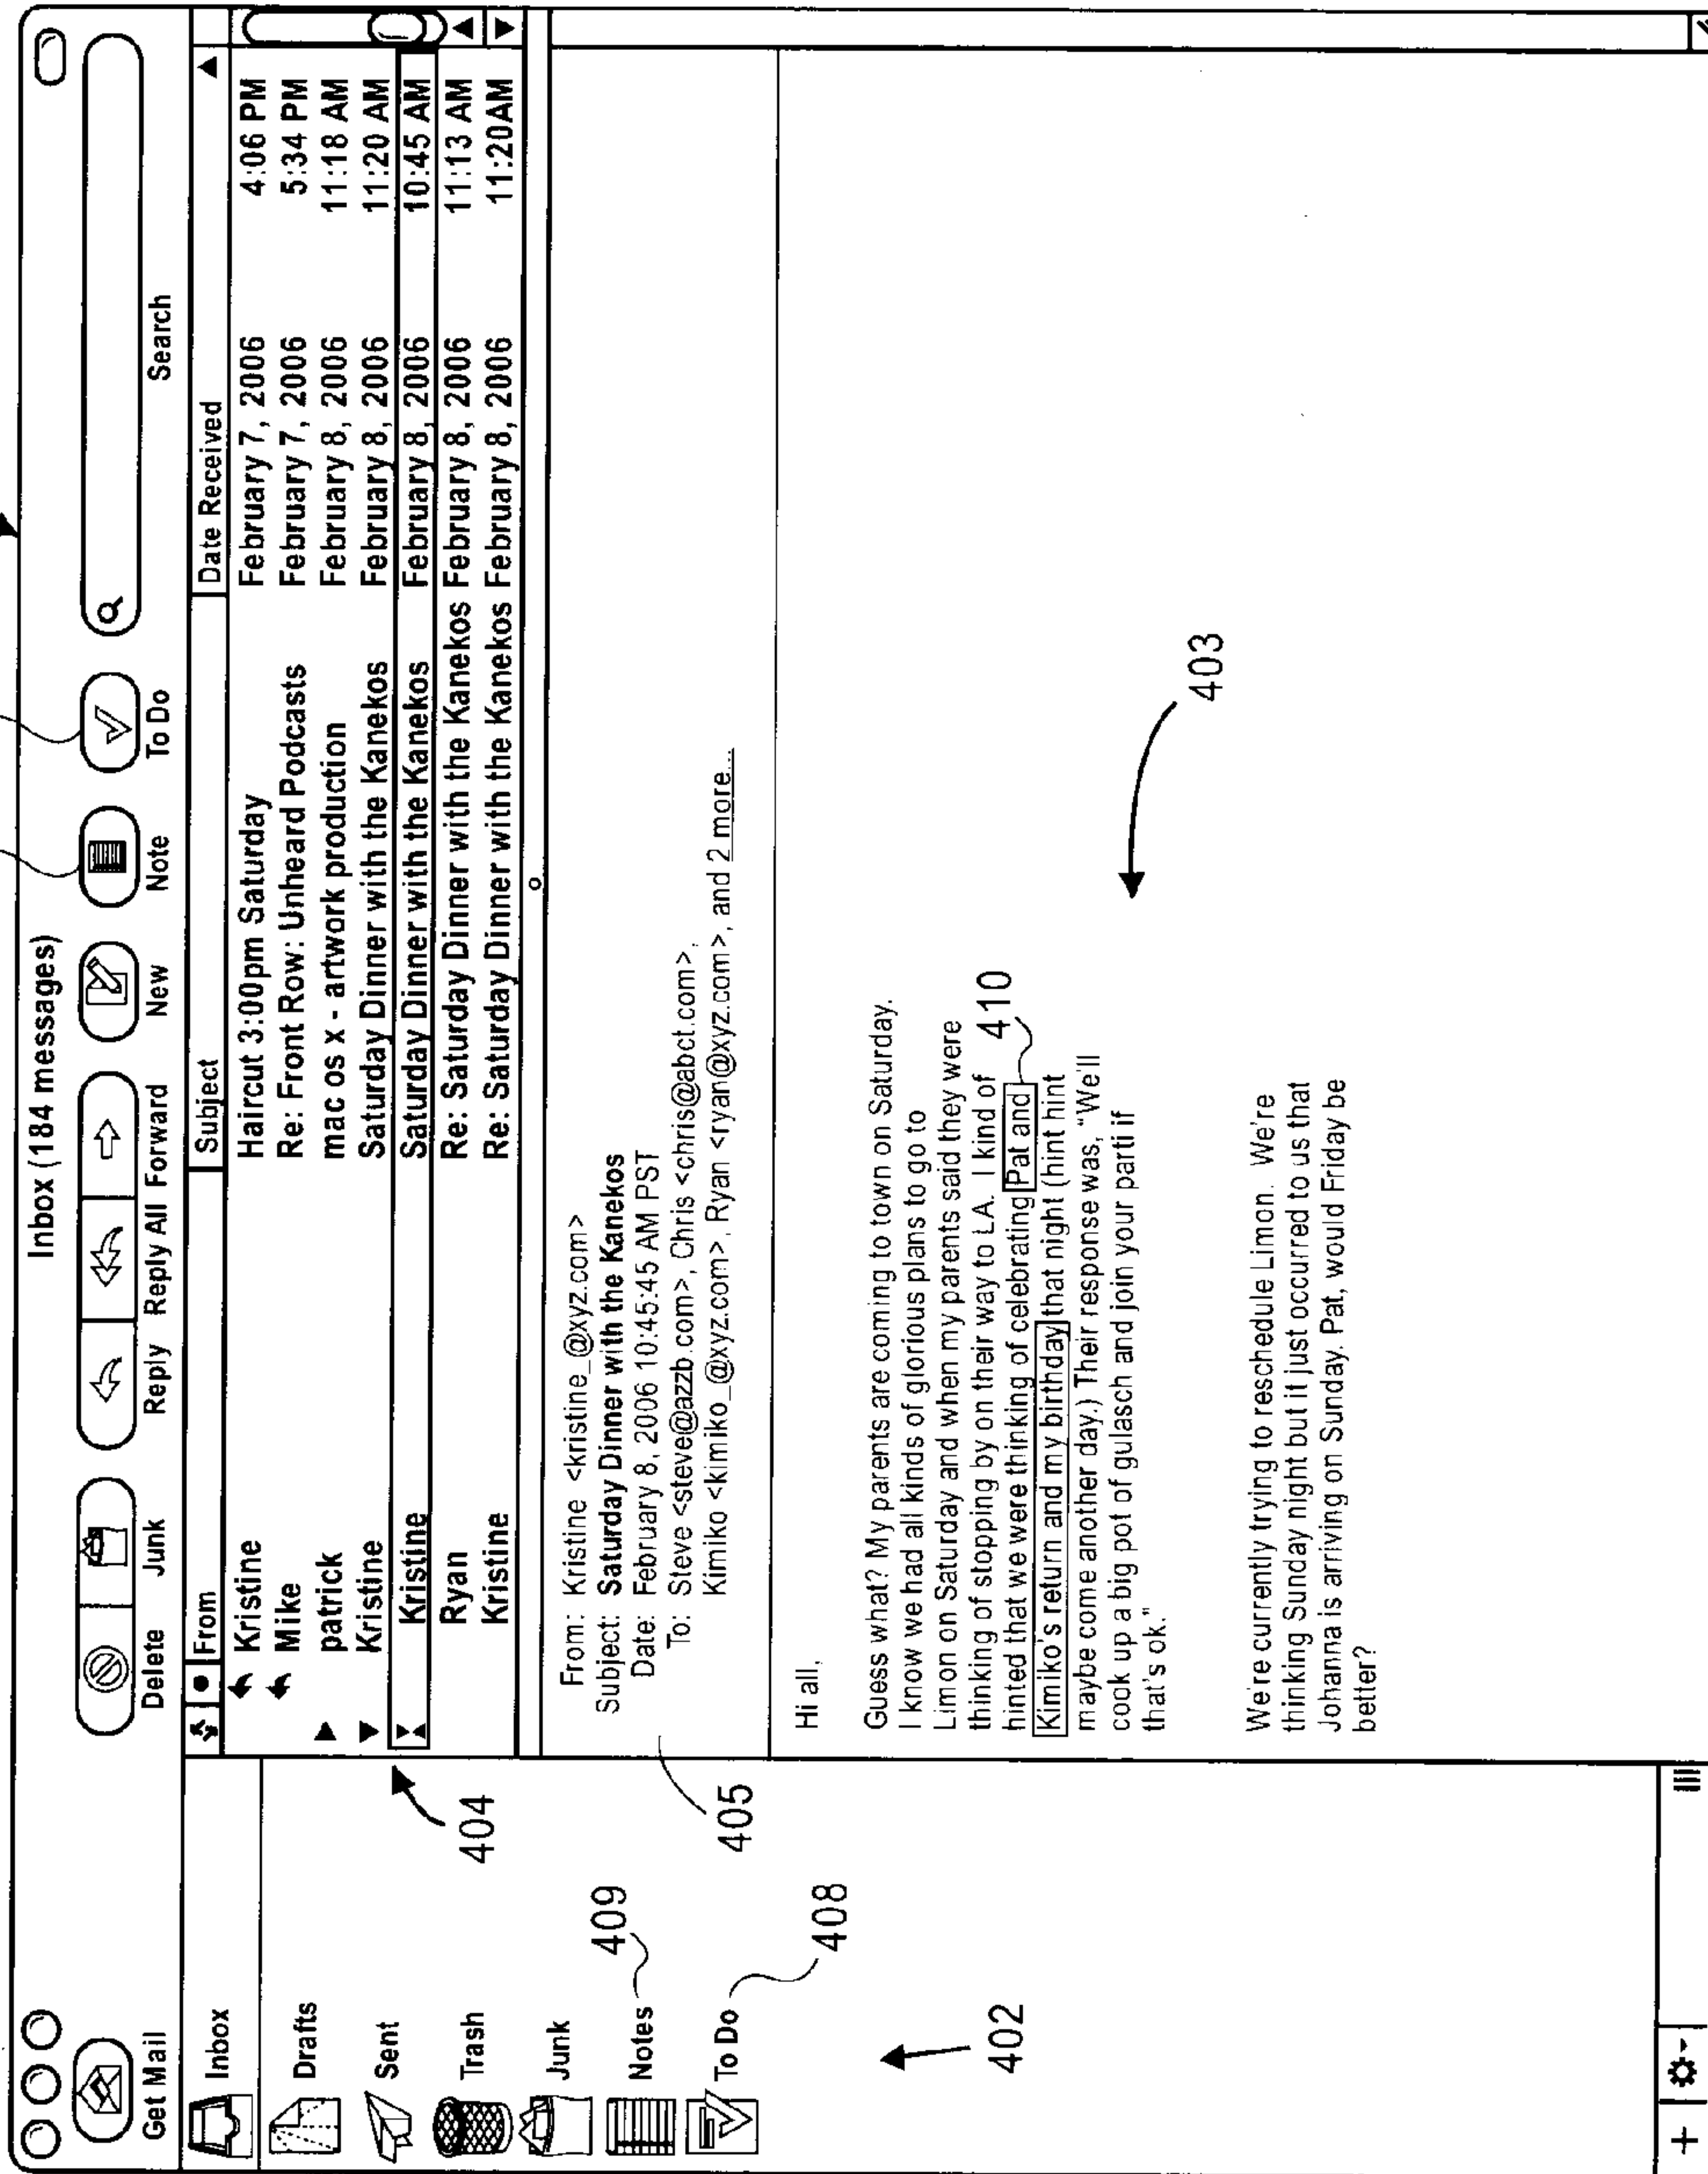 Inbox (184 messages)
Get Mail
Delete Junk Reply Reply All Forward New Note To Do Search
Inbox
Drafts
Sent
Trash
Junk
Notes 409
To Do 408
402
From Subject Date Received
Kristine Haircut 3:00pm Saturday February 7, 2006 4:06 PM
Mike Re: Front Row: Unheard Podcasts February 7, 2006 5:34 PM
patrick mac os x - artwork production February 8, 2006 11:18 AM
Kristine Saturday Dinner with the Kanekos February 8, 2006 11:20 AM
Kristine Saturday Dinner with the Kanekos February 8, 2006 10:45 AM
Ryan Re: Saturday Dinner with the Kanekos February 8, 2006 11:13 AM
Kristine Re: Saturday Dinner with the Kanekos February 8, 2006 11:20AM
404
From: Kristine <kristine_@xyz.com>
Subject: Saturday Dinner with the Kanekos
Date: February 8, 2006 10:45:45 AM PST
To: Steve <steve@azzb.com>, Chris <chris@abct.com>,
Kimiko <kimiko_@xyz.com>, Ryan <ryan@xyz.com>, and 2 more...
405
Hi all,
Guess what? My parents are coming to town on Saturday.
I know we had all kinds of glorious plans to go to
Limon on Saturday and when my parents said they were
thinking of stopping by on their way to LA. I kind of
hinted that we were thinking of celebrating Pat and
410
Kimiko's return and my birthday that night (hint hint
maybe come another day.) Their response was, "We'll
cook up a big pot of gulasch and join your parti if
that's ok."
403
We're currently trying to reschedule Limon. We're
thinking Sunday night but it just occurred to us that
Johanna is arriving on Sunday. Pat, would Friday be
better?